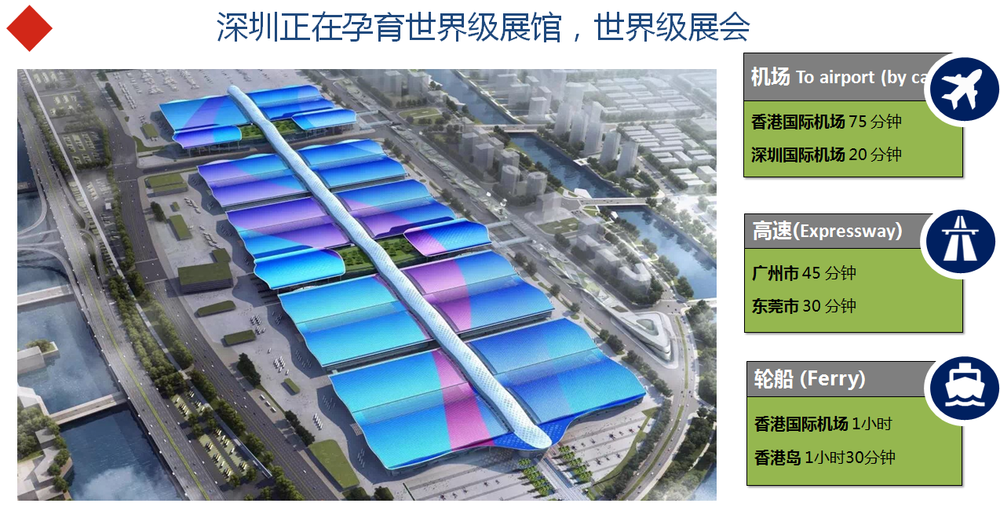 深圳正在孕育世界级展馆，世界级展会
机场 To airport (by ca
香港国际机场 75 分钟
深圳国际机场 20 分钟
高速(Expressway)
广州市 45 分钟
东莞市 30 分钟
轮船 (Ferry)
香港国际机场 1小时
香港岛 1小时30分钟